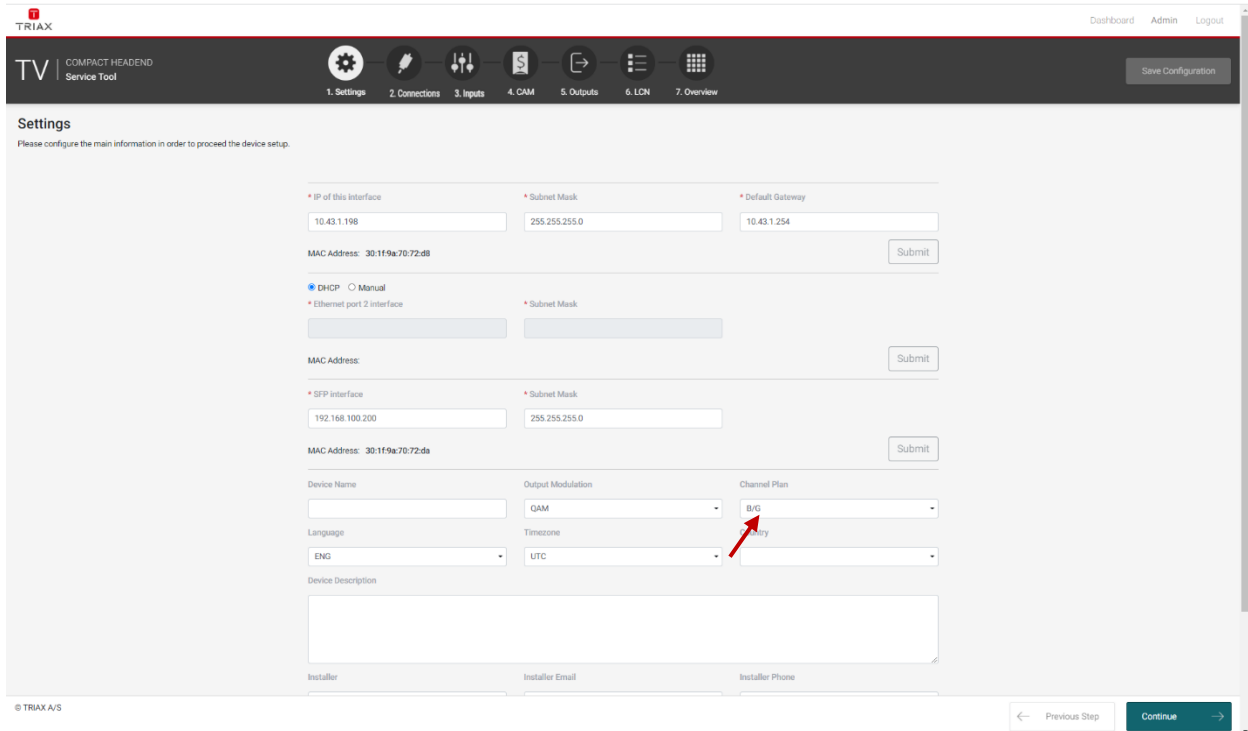 TRIAX
Dashboard Admin Logout
TV COMPACT HEADEND
Service Tool
1. Settings 2. Connections 3. Inputs 4. CAM 5. Outputs 6. LCN 7. Overview
Save Configuration
Settings
Please configure the main information in order to proceed the device setup.
* IP of this interface * Subnet Mask * Default Gateway
10.43.1.198 255.255.255.0 10.43.1.254
MAC Address: 30:1f:9a:70:72:d8 Submit
DHCP Manual
* Ethernet port 2 interface * Subnet Mask
MAC Address: Submit
* SFP interface * Subnet Mask
192.168.100.200 255.255.255.0
MAC Address: 30:1f:9a:70:72:da Submit
Device Name Output Modulation Channel Plan
QAM B/G
Language Timezone Country
ENG UTC
Device Description
Installer Installer Email Installer Phone
© TRIAX A/S
Previous Step Continue